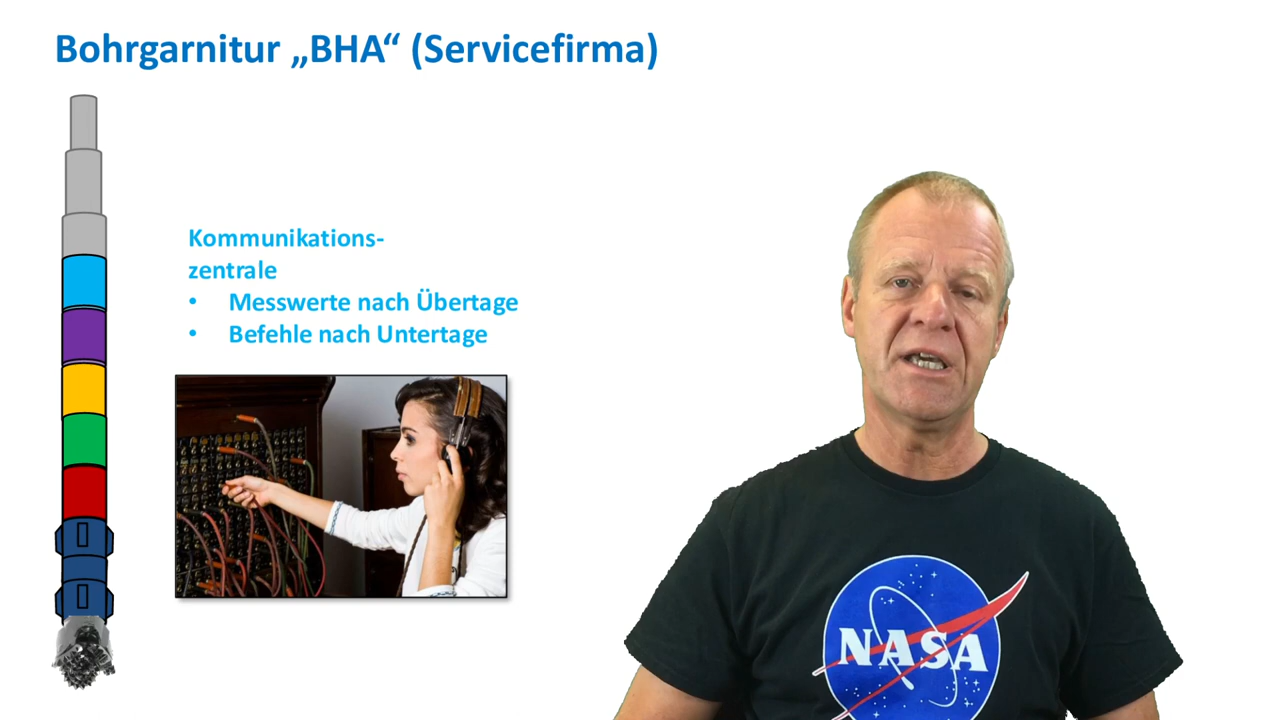 Bohrgarnitur „BHA“ (Servicefirma)
Kommunikations-
zentrale
• Messwerte nach Übertage
• Befehle nach Untertage
NASA